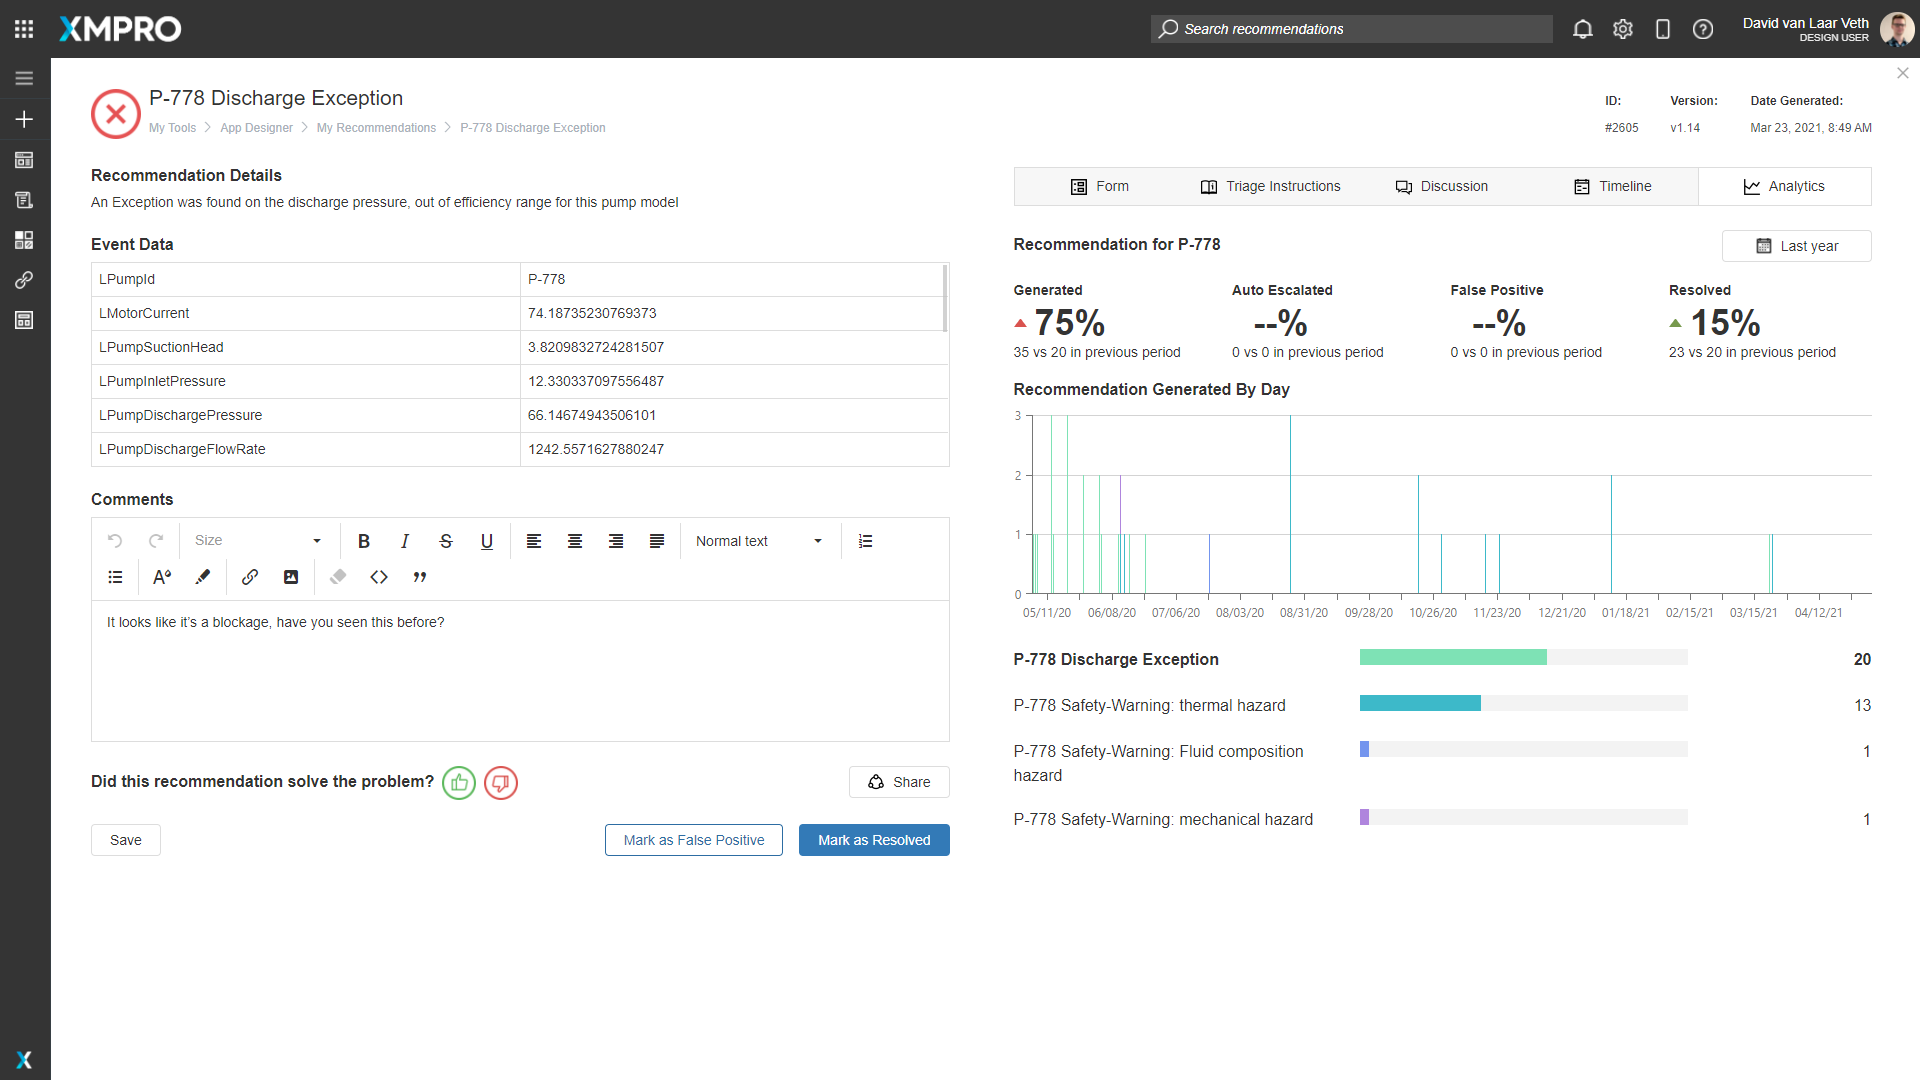 XMPRO
Search recommendations
David van Laar Veth
DESIGN USER
P-778 Discharge Exception
My Tools
App Designer
My Recommendations
P-778 Discharge Exception
ID:
Version:
Date Generated:
#2605
v1.14
Mar 23, 2021, 8:49 AM
Recommendation Details
An Exception was found on the discharge pressure, out of efficiency range for this pump model
Event Data
LPumpId
P-778
LMotorCurrent
74.18735230769373
LPumpSuctionHead
3.8209832724281507
LPumpInletPressure
12.330337097556487
LPumpDischargePressure
66.14674943506101
LPumpDischargeFlowRate
1242.5571627880247
Comments
Size
B
I
S
U
Normal text
It looks like it's a blockage, have you seen this before?
Did this recommendation solve the problem?
Share
Save
Mark as False Positive
Mark as Resolved
Form
Triage Instructions
Discussion
Timeline
Analytics
Recommendation for P-778
Last year
Generated
75%
35 vs 20 in previous period
Auto Escalated
--%
0 vs 0 in previous period
False Positive
--%
0 vs 0 in previous period
Resolved
15%
23 vs 20 in previous period
Recommendation Generated By Day
3
2
1
0
05/11/20
06/08/20
07/06/20
08/03/20
08/31/20
09/28/20
10/26/20
11/23/20
12/21/20
01/18/21
02/15/21
03/15/21
04/12/21
P-778 Discharge Exception
20
P-778 Safety-Warning: thermal hazard
13
P-778 Safety-Warning: Fluid composition
hazard
1
P-778 Safety-Warning: mechanical hazard
1